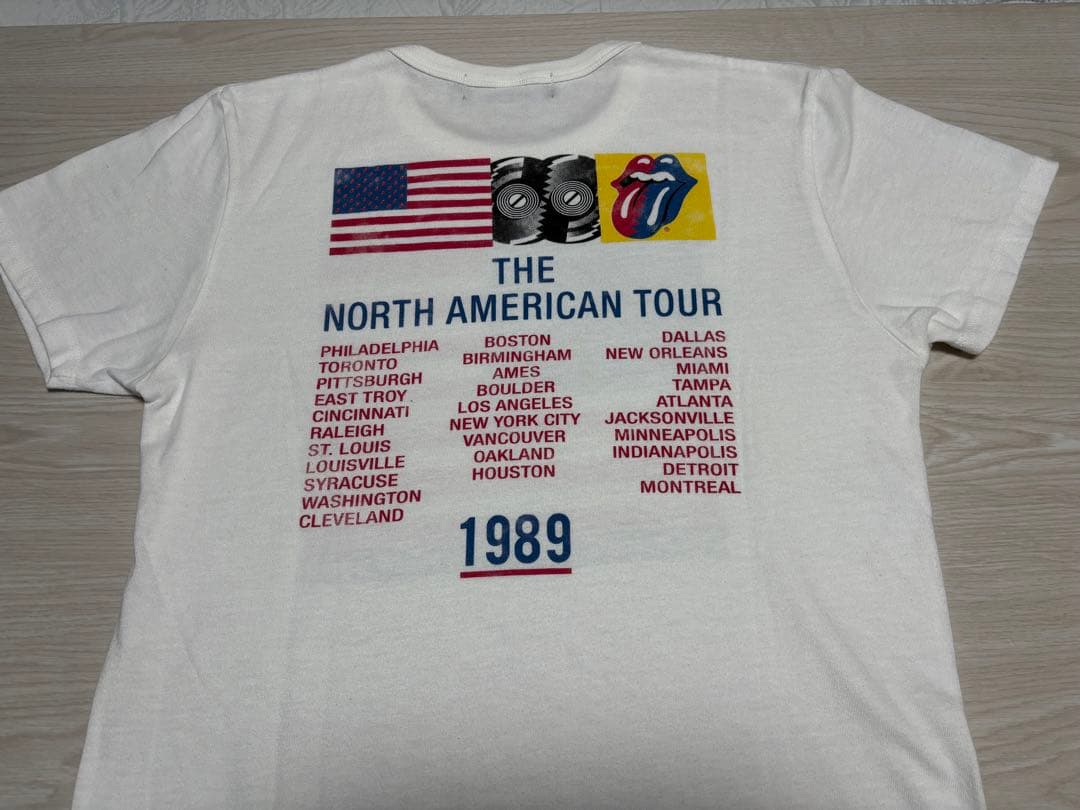 THE
NORTH AMERICAN TOUR
PHILADELPHIA
TORONTO
PITTSBURGH
EAST TROY
CINCINNATI
RALEIGH
ST. LOUIS
LOUISVILLE
SYRACUSE
WASHINGTON
CLEVELAND
BOSTON
BIRMINGHAM
AMES
BOULDER
LOS ANGELES
NEW YORK CITY
VANCOUVER
OAKLAND
HOUSTON
DALLAS
NEW ORLEANS
MIAMI
TAMPA
ATLANTA
JACKSONVILLE
MINNEAPOLIS
INDIANAPOLIS
DETROIT
MONTREAL
1989